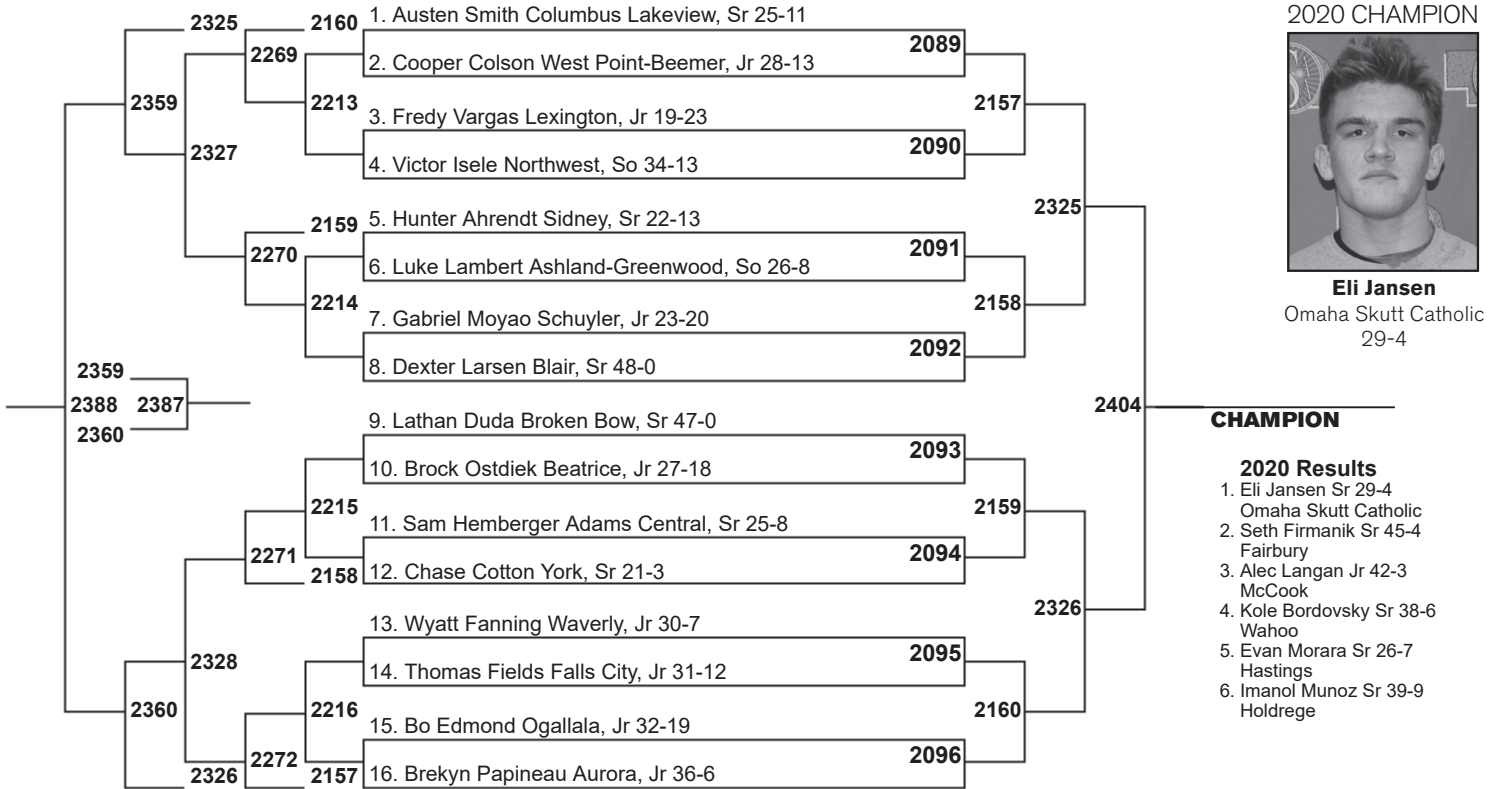 2325
2160
1. Austen Smith Columbus Lakeview, Sr 25-11
2020 CHAMPION
2269
2089
2. Cooper Colson West Point-Beemer, Jr 28-13
2359
2213
2157
3. Fredy Vargas Lexington, Jr 19-23
2327
2090
4. Victor Isele Northwest, So 34-13
2325
2159
5. Hunter Ahrendt Sidney, Sr 22-13
2270
2091
6. Luke Lambert Ashland-Greenwood, So 26-8
2214
2158
7. Gabriel Moyao Schuyler, Jr 23-20
2092
8. Dexter Larsen Blair, Sr 48-0
Eli Jansen
Omaha Skutt Catholic
29-4
2359
2388
2387
2360
2404
CHAMPION
9. Lathan Duda Broken Bow, Sr 47-0
2093
10. Brock Ostdiek Beatrice, Jr 27-18
2215
2159
11. Sam Hemberger Adams Central, Sr 25-8
2271
2094
2158
12. Chase Cotton York, Sr 21-3
2326
13. Wyatt Fanning Waverly, Jr 30-7
2328
2095
14. Thomas Fields Falls City, Jr 31-12
2360
2216
2160
15. Bo Edmond Ogallala, Jr 32-19
2272
2096
2326
2157
16. Brekyn Papineau Aurora, Jr 36-6
2020 Results
1. Eli Jansen Sr 29-4
Omaha Skutt Catholic
2. Seth Firmanik Sr 45-4
Fairbury
3. Alec Langan Jr 42-3
McCook
4. Kole Bordovsky Sr 38-6
Wahoo
5. Evan Morara Sr 26-7
Hastings
6. Imanol Munoz Sr 39-9
Holdrege